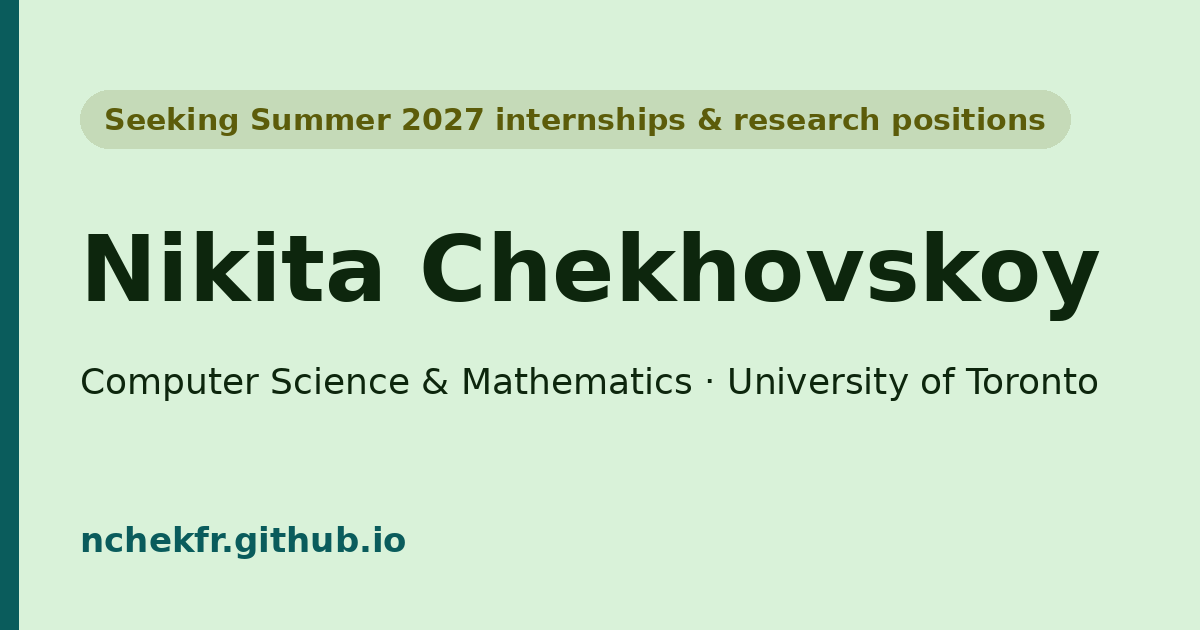 Seeking Summer 2027 internships & research positions
Nikita Chekhovskoy
Computer Science & Mathematics · University of Toronto
nchekfr.github.io